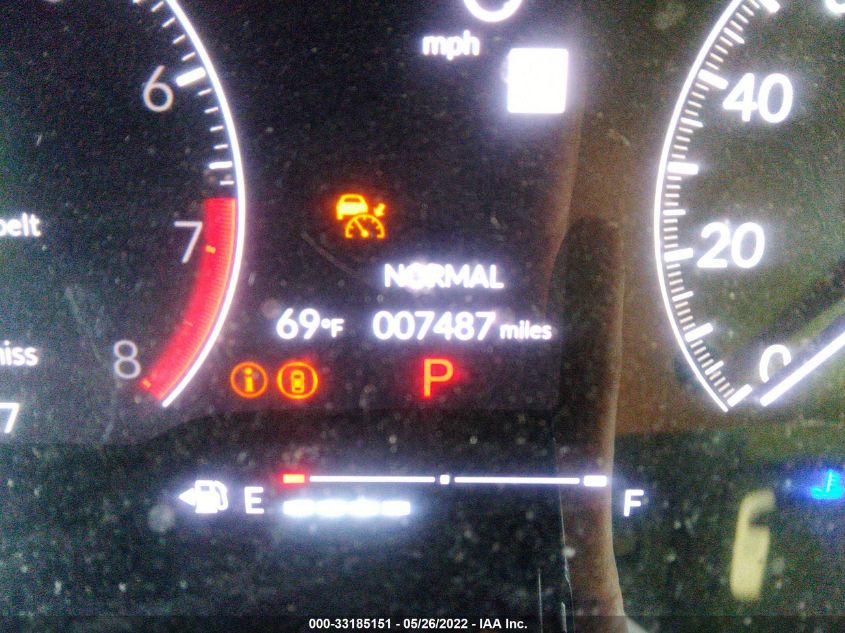 mph
6
40
belt
7
20
NORMAL
69°F 007487 miles
8
0
i
P
7
E
F
000-33185151 - 05/26/2022 - IAA Inc.